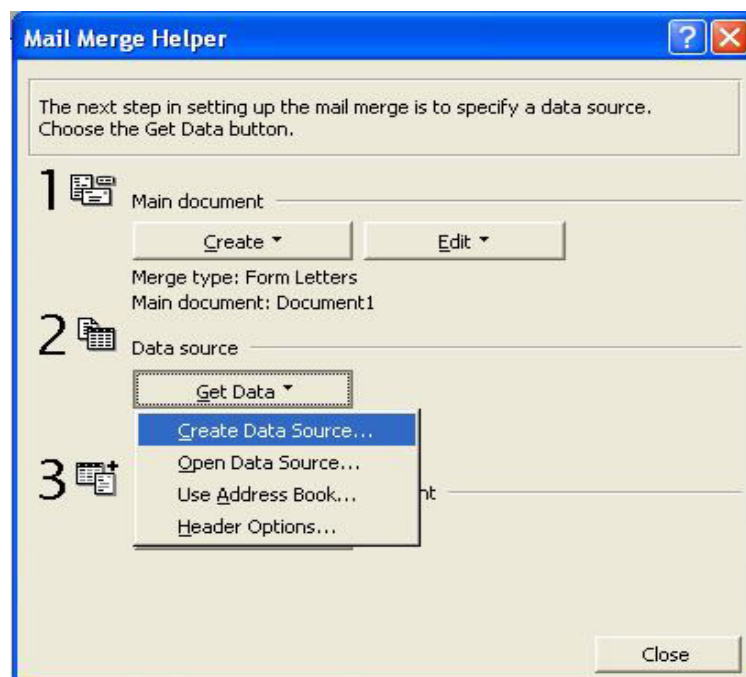 Mail Merge Helper
The next step in setting up the mail merge is to specify a data source.
Choose the Get Data button.
1 Main document
Create Edit
Merge type: Form Letters
Main document: Document1
2 Data source
Get Data
Create Data Source...
Open Data Source...
3
Use Address Book...
Header Options...
Close